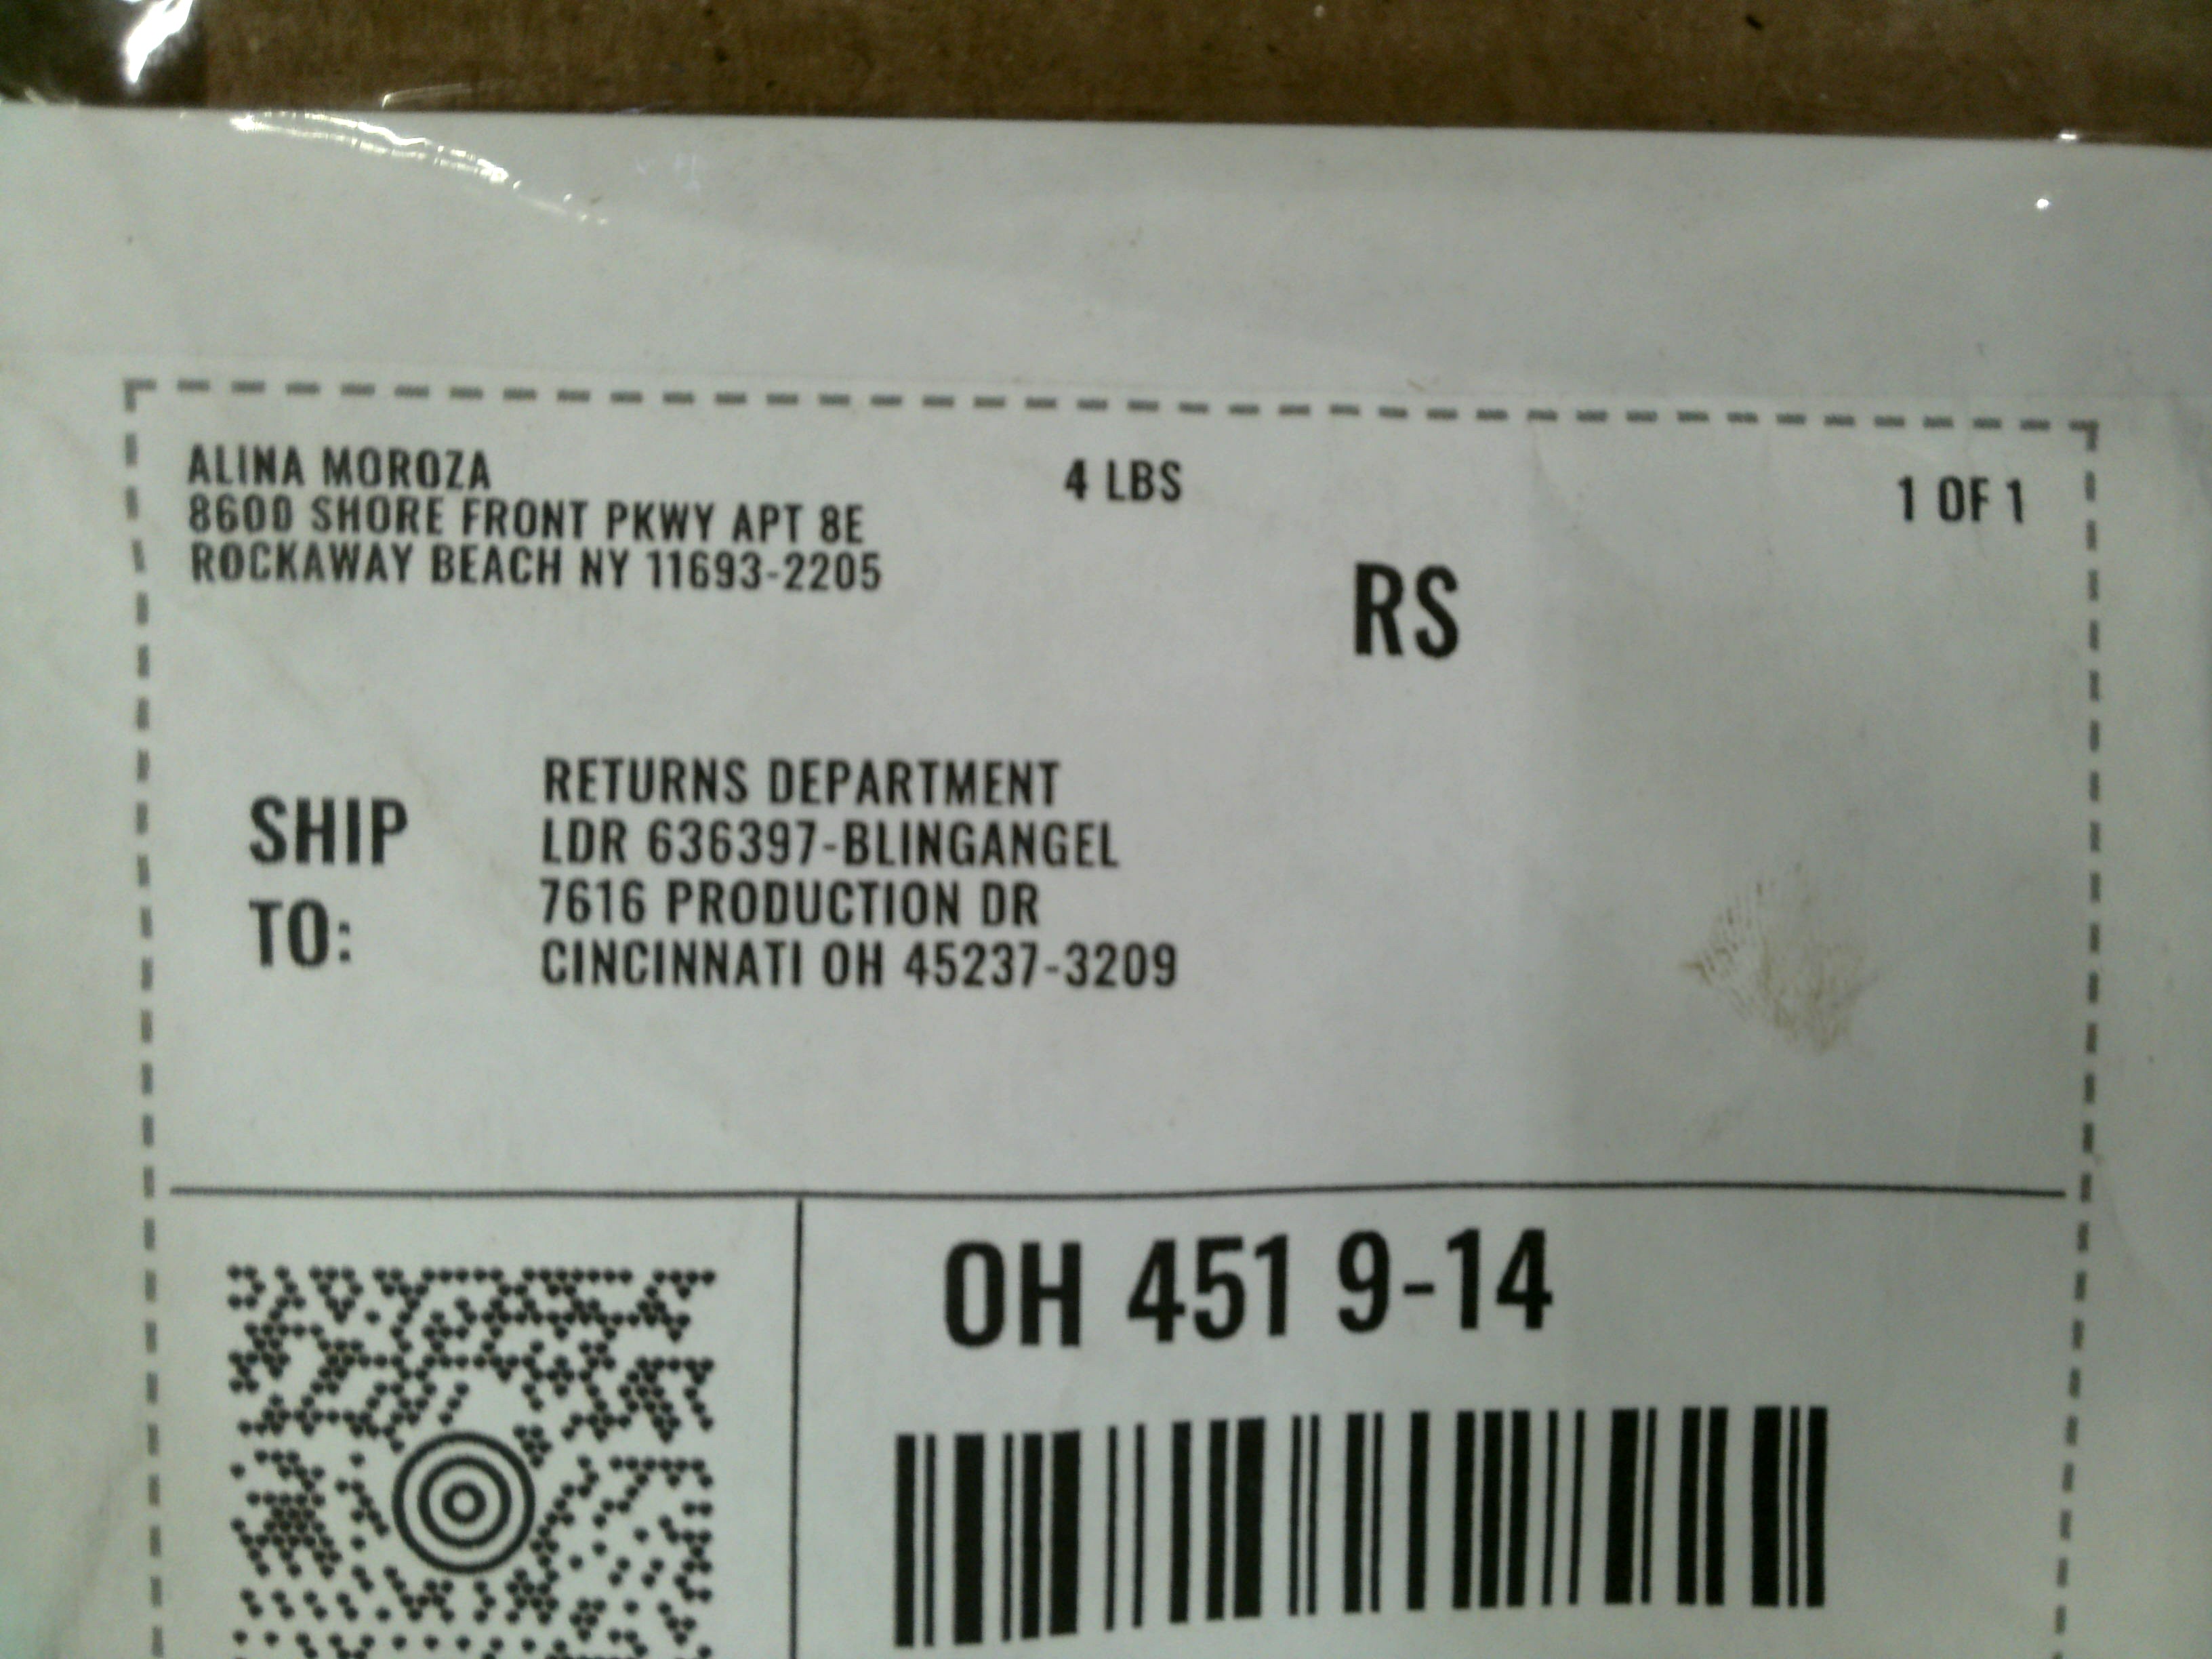 ALINA MOROZA
8600 SHORE FRONT PKWY APT 8E
ROCKAWAY BEACH NY 11693-2205
4 LBS
1 OF 1
RS
SHIP
TO:
RETURNS DEPARTMENT
LDR 636397-BLINGANGEL
7616 PRODUCTION DR
CINCINNATI OH 45237-3209
OH 451 9-14